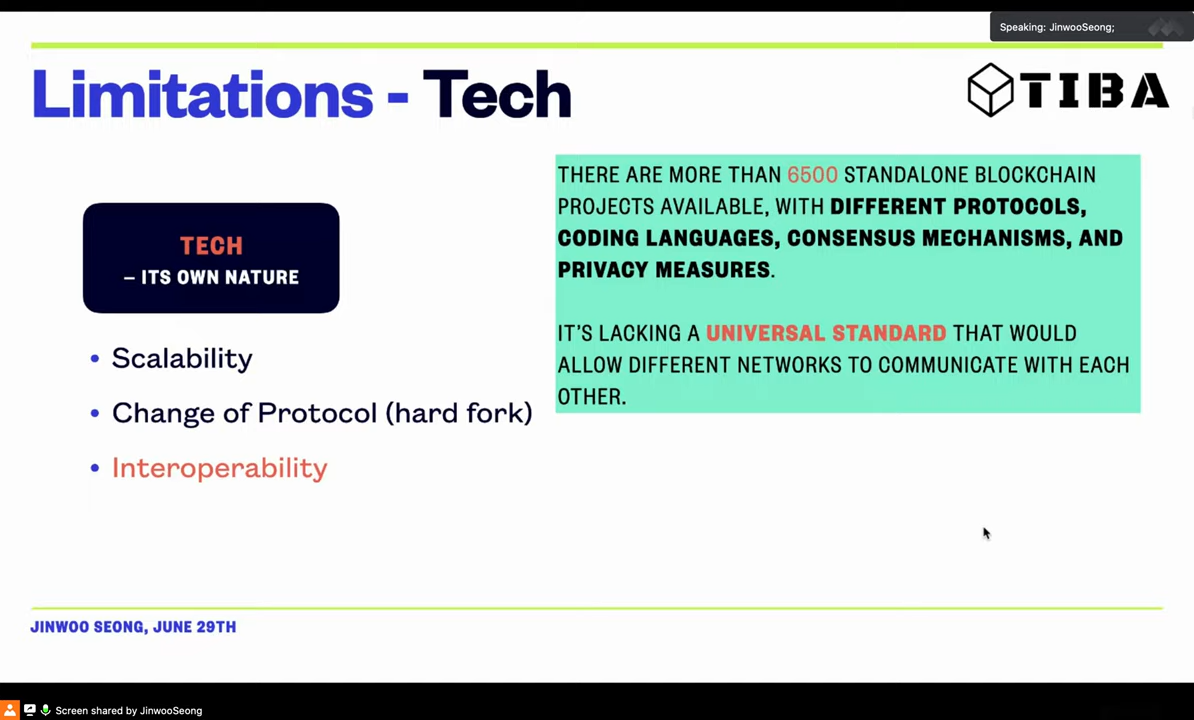 Speaking: JinwooSeong;
Limitations - Tech
TIBA
TECH
– ITS OWN NATURE
• Scalability
• Change of Protocol (hard fork)
• Interoperability
THERE ARE MORE THAN 6500 STANDALONE BLOCKCHAIN
PROJECTS AVAILABLE, WITH DIFFERENT PROTOCOLS,
CODING LANGUAGES, CONSENSUS MECHANISMS, AND
PRIVACY MEASURES.
IT’S LACKING A UNIVERSAL STANDARD THAT WOULD
ALLOW DIFFERENT NETWORKS TO COMMUNICATE WITH EACH
OTHER.
JINWOO SEONG, JUNE 29TH
Screen shared by JinwooSeong